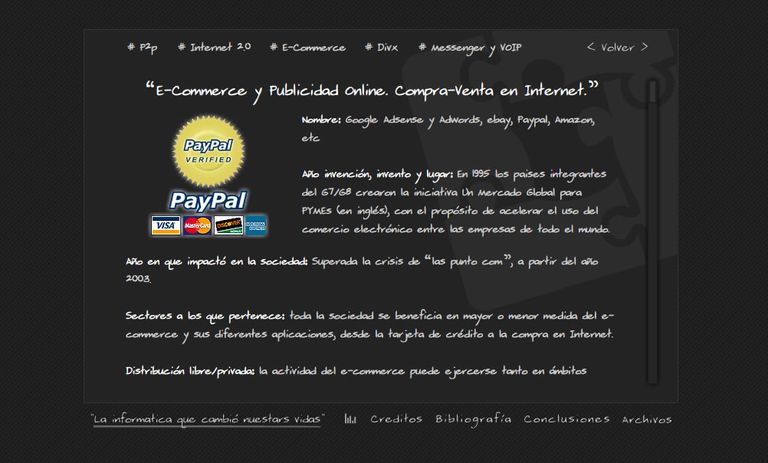 # P2p # Internet 2.0 # E-Commerce # Divx # Messenger y VOIP < Volver >
“E-Commerce y Publicidad Online. Compra-Venta en Internet.”
PayPal
VERIFIED
PayPal
VISA MasterCard DISCOVER AMERICAN EXPRESS
Nombre: Google Adsense y AdWords, ebay, Paypal, Amazon,
etc
Año invención, invento y lugar: En 1995 los paises integrantes
del G7/G8 crearon la iniciativa Un Mercado Global para
PYMEs (en inglés), con el propósito de acelerar el uso del
comercio electrónico entre las empresas de todo el mundo.
Año en que impactó en la sociedad: Superada la crisis de “las punto com”, a partir del año
2003.
Sectores a los que pertenece: toda la sociedad se beneficia en mayor o menor medida del e-
commerce y sus diferentes aplicaciones, desde la tarjeta de crédito a la compra en Internet.
Distribución libre/privada: la actividad del e-commerce puede ejercerse tanto en ámbitos
"La informatica que cambió nuestars vidas" Creditos Bibliografía Conclusiones Archivos